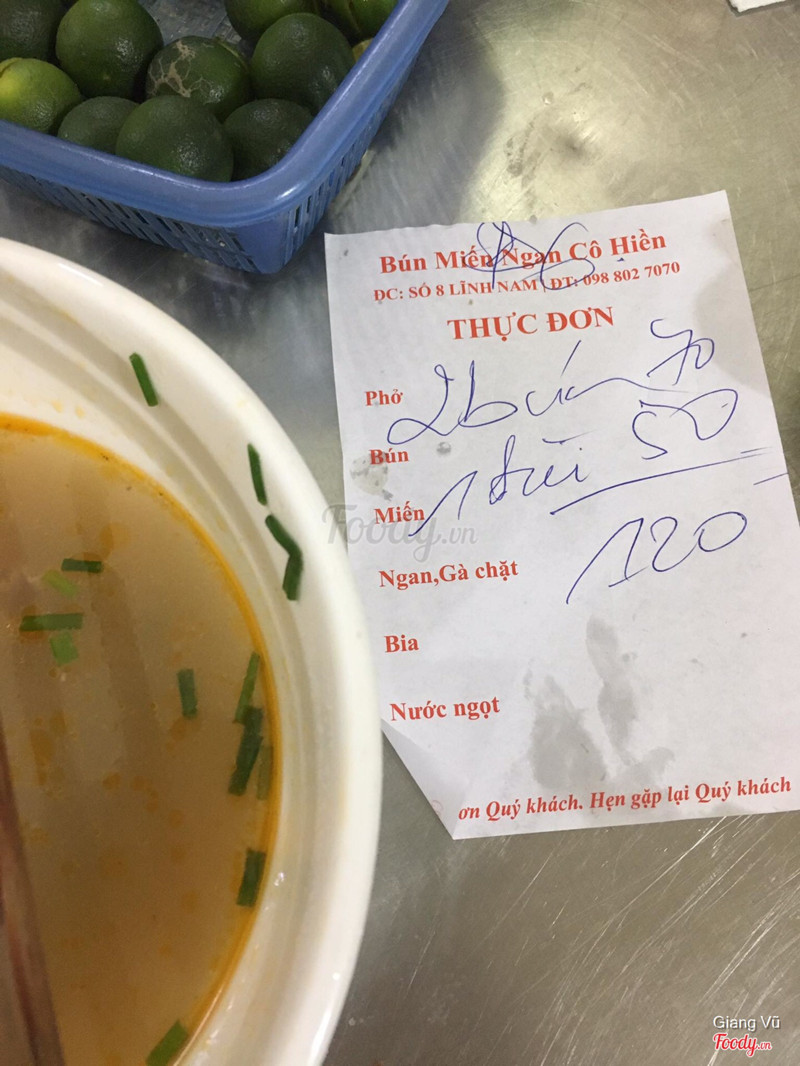 Bún Miến Ngan Cô Hiền
ĐC: SỐ 8 LĨNH NAM | ĐT: 098 802 7070
THỰC ĐƠN
Phở
2 bún 70
Bún
1 đùi 50
Miến
120
Ngan,Gà chặt
Bia
Nước ngọt
ơn Quý khách. Hẹn gặp lại Quý khách
Foody.vn
Giang Vũ
Foody.vn